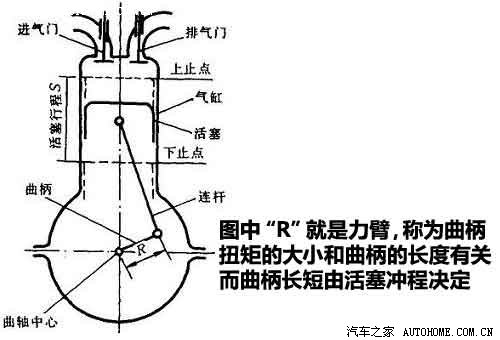 进气门
排气门
上止点
气缸
活塞行程S
活塞
下止点
曲柄
连杆
R
曲轴中心
图中“R”就是力臂，称为曲柄
扭矩的大小和曲柄的长度有关
而曲柄长短由活塞冲程决定
汽车之家 AUTOHOME.COM.CN